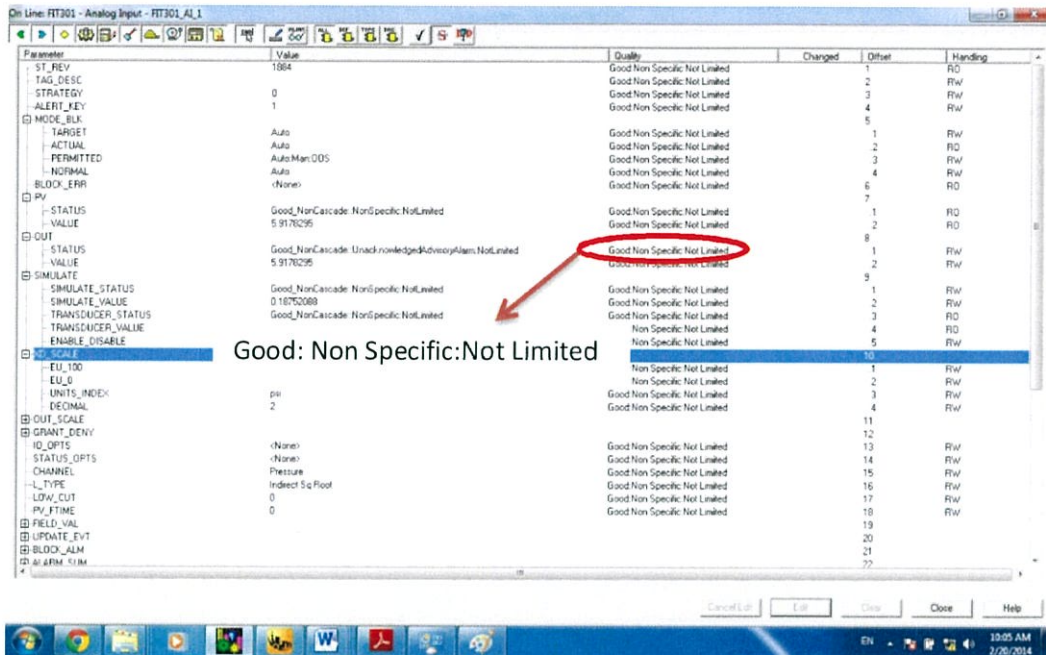 On Line: FIT301 - Analog Input - FIT301_AI_1
Parameter Value Quality Changed Offset Handling
ST_REV 1884 Good:Non Specific:Not Limited 1 RO
TAG_DESC Good:Non Specific:Not Limited 2 RW
STRATEGY 0 Good:Non Specific:Not Limited 3 RW
ALERT_KEY 1 Good:Non Specific:Not Limited 4 RW
MODE_BLK 5
TARGET Auto Good:Non Specific:Not Limited 1 RW
ACTUAL Auto Good:Non Specific:Not Limited 2 RO
PERMITTED Auto:Man:OOS Good:Non Specific:Not Limited 3 RW
NORMAL Auto Good:Non Specific:Not Limited 4 RW
BLOCK_ERR <None> Good:Non Specific:Not Limited 6 RO
PV 7
STATUS Good_NonCascade::NonSpecific:NotLimited Good:Non Specific:Not Limited 1 RO
VALUE 5.9178295 Good:Non Specific:Not Limited 2 RO
OUT 8
STATUS Good_NonCascade::UnacknowledgedAdvisoryAlarm:NotLimited Good:Non Specific:Not Limited 1 RW
VALUE 5.9178295 Good:Non Specific:Not Limited 2 RW
SIMULATE 9
SIMULATE_STATUS Good_NonCascade::NonSpecific:NotLimited Good:Non Specific:Not Limited 1 RW
SIMULATE_VALUE 0.18752088 Good:Non Specific:Not Limited 2 RW
TRANSDUCER_STATUS Good_NonCascade::NonSpecific:NotLimited Good:Non Specific:Not Limited 3 RO
TRANSDUCER_VALUE Non Specific:Not Limited 4 RO
ENABLE_DISABLE Non Specific:Not Limited 5 RW
Good: Non Specific:Not Limited
XD_SCALE 10
EU_100 Non Specific:Not Limited 1 RW
EU_0 Non Specific:Not Limited 2 RW
UNITS_INDEX psi Good:Non Specific:Not Limited 3 RW
DECIMAL 2 Good:Non Specific:Not Limited 4 RW
OUT_SCALE 11
GRANT_DENY 12
IO_OPTS <None> Good:Non Specific:Not Limited 13 RW
STATUS_OPTS <None> Good:Non Specific:Not Limited 14 RW
CHANNEL Pressure Good:Non Specific:Not Limited 15 RW
L_TYPE Indirect Sq Root Good:Non Specific:Not Limited 16 RW
LOW_CUT 0 Good:Non Specific:Not Limited 17 RW
PV_FTIME 0 Good:Non Specific:Not Limited 18 RW
FIELD_VAL 19
UPDATE_EVT 20
BLOCK_ALM 21
ALARM_SUM 22
Cancel Edit Edit Clear Close Help
EN 10:05 AM
2/20/2014